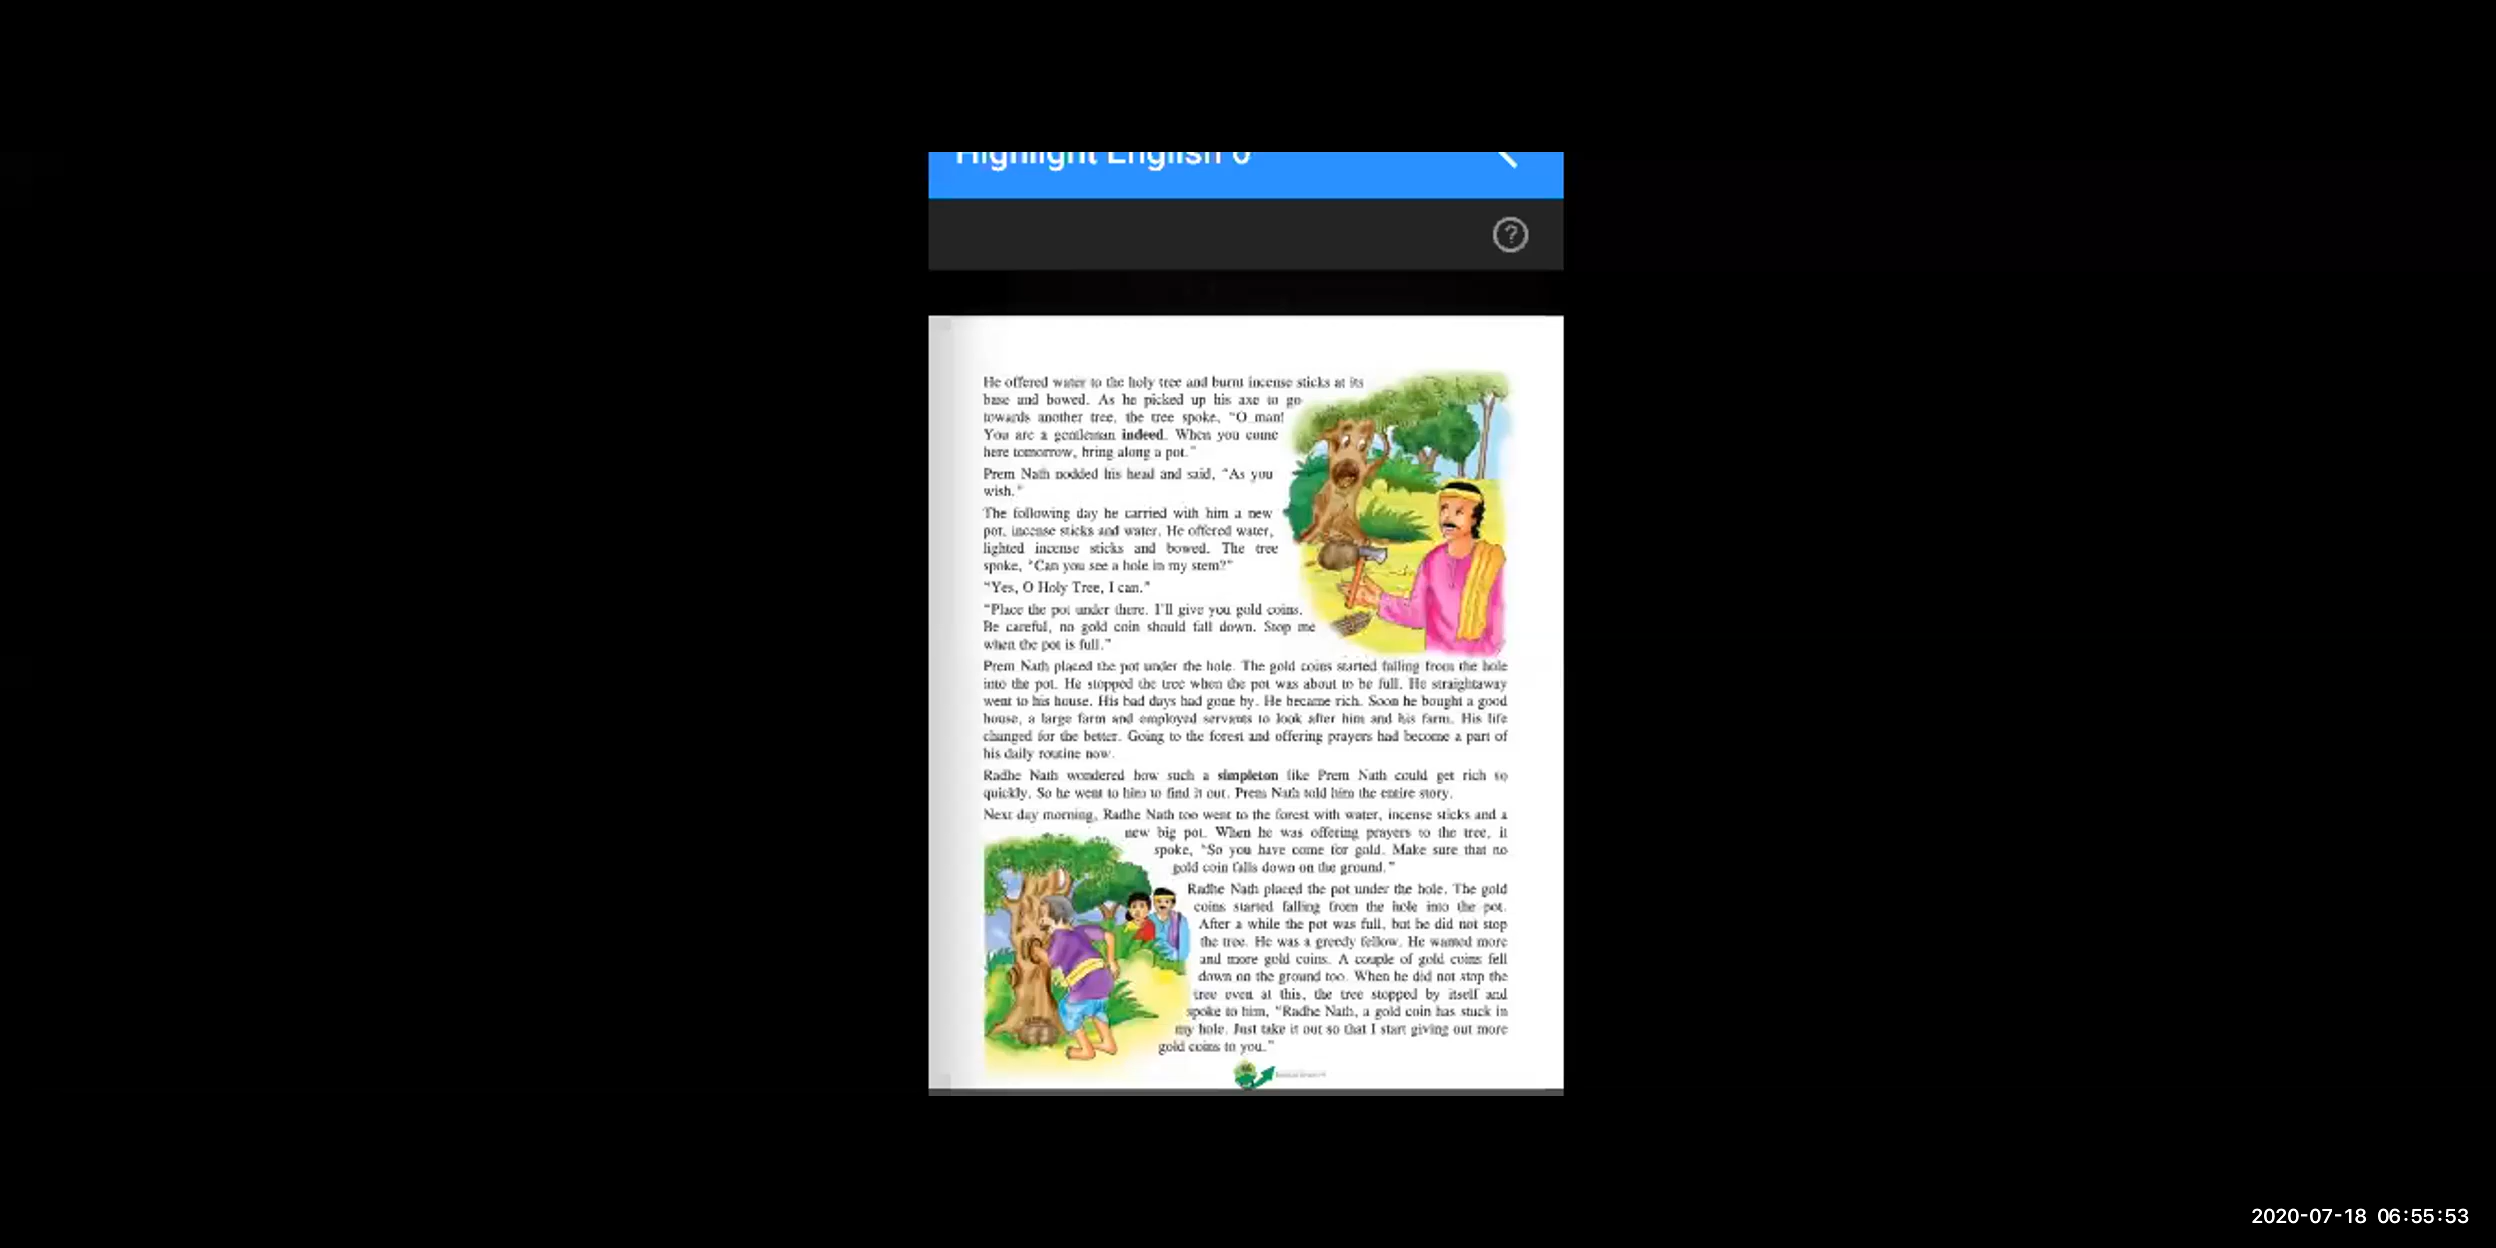 Highlight English 6
?
He offered water to the holy tree and burnt incense sticks at its
base and bowed. As he picked up his axe to go
towards another tree, the tree spoke, "O man!
You are a gentleman indeed. When you come
here tomorrow, bring along a pot."
Prem Nath nodded his head and said, "As you
wish."
The following day he carried with him a new
pot, incense sticks and water. He offered water,
lighted incense sticks and bowed. The tree
spoke, "Can you see a hole in my stem?"
"Yes, O Holy Tree, I can."
"Place the pot under there. I'll give you gold coins.
Be careful, no gold coin should fall down. Stop me
when the pot is full."
Prem Nath placed the pot under the hole. The gold coins started falling from the hole
into the pot. He stopped the tree when the pot was about to be full. He straightaway
went to his house. His bad days had gone by. He became rich. Soon he bought a good
house, a large farm and employed servants to look after him and his farm. His life
changed for the better. Going to the forest and offering prayers had become a part of
his daily routine now.
Radhe Nath wondered how such a simpleton like Prem Nath could get rich so
quickly. So he went to him to find it out. Prem Nath told him the entire story.
Next day morning, Radhe Nath too went to the forest with water, incense sticks and a
new big pot. When he was offering prayers to the tree, it
spoke, "So you have come for gold. Make sure that no
gold coin falls down on the ground."
Radhe Nath placed the pot under the hole. The gold
coins started falling from the hole into the pot.
After a while the pot was full, but he did not stop
the tree. He was a greedy fellow. He wanted more
and more gold coins. A couple of gold coins fell
down on the ground too. When he did not stop the
tree even at this, the tree stopped by itself and
spoke to him, "Radhe Nath, a gold coin has stuck in
my hole. Just take it out so that I start giving out more
gold coins to you."
2020-07-18 06:55:53